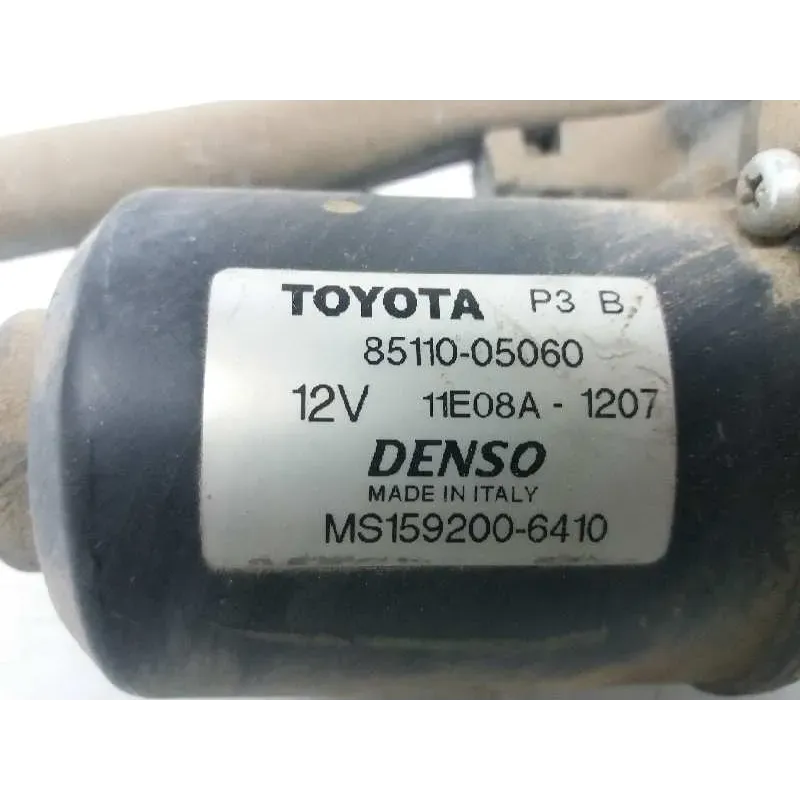 TOYOTA P3 B
85110-05060
12V 11E08A - 1207
DENSO
MADE IN ITALY
MS159200-6410